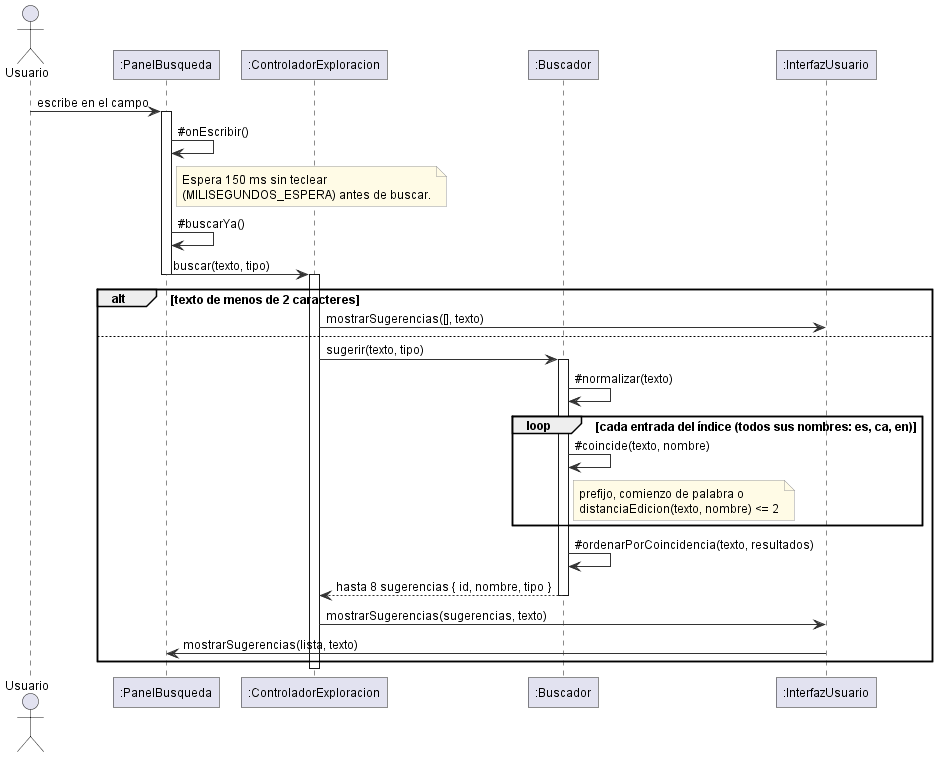 Usuario
:PanelBusqueda
:ControladorExploracion
:Buscador
:InterfazUsuario
escribe en el campo
#onEscribir()
Espera 150 ms sin teclear
(MILISEGUNDOS_ESPERA) antes de buscar.
#buscarYa()
buscar(texto, tipo)
alt
[texto de menos de 2 caracteres]
mostrarSugerencias([], texto)
sugerir(texto, tipo)
#normalizar(texto)
loop
[cada entrada del índice (todos sus nombres: es, ca, en)]
#coincide(texto, nombre)
prefijo, comienzo de palabra o
distanciaEdicion(texto, nombre) <= 2
#ordenarPorCoincidencia(texto, resultados)
hasta 8 sugerencias { id, nombre, tipo }
mostrarSugerencias(sugerencias, texto)
mostrarSugerencias(lista, texto)
Usuario
:PanelBusqueda
:ControladorExploracion
:Buscador
:InterfazUsuario